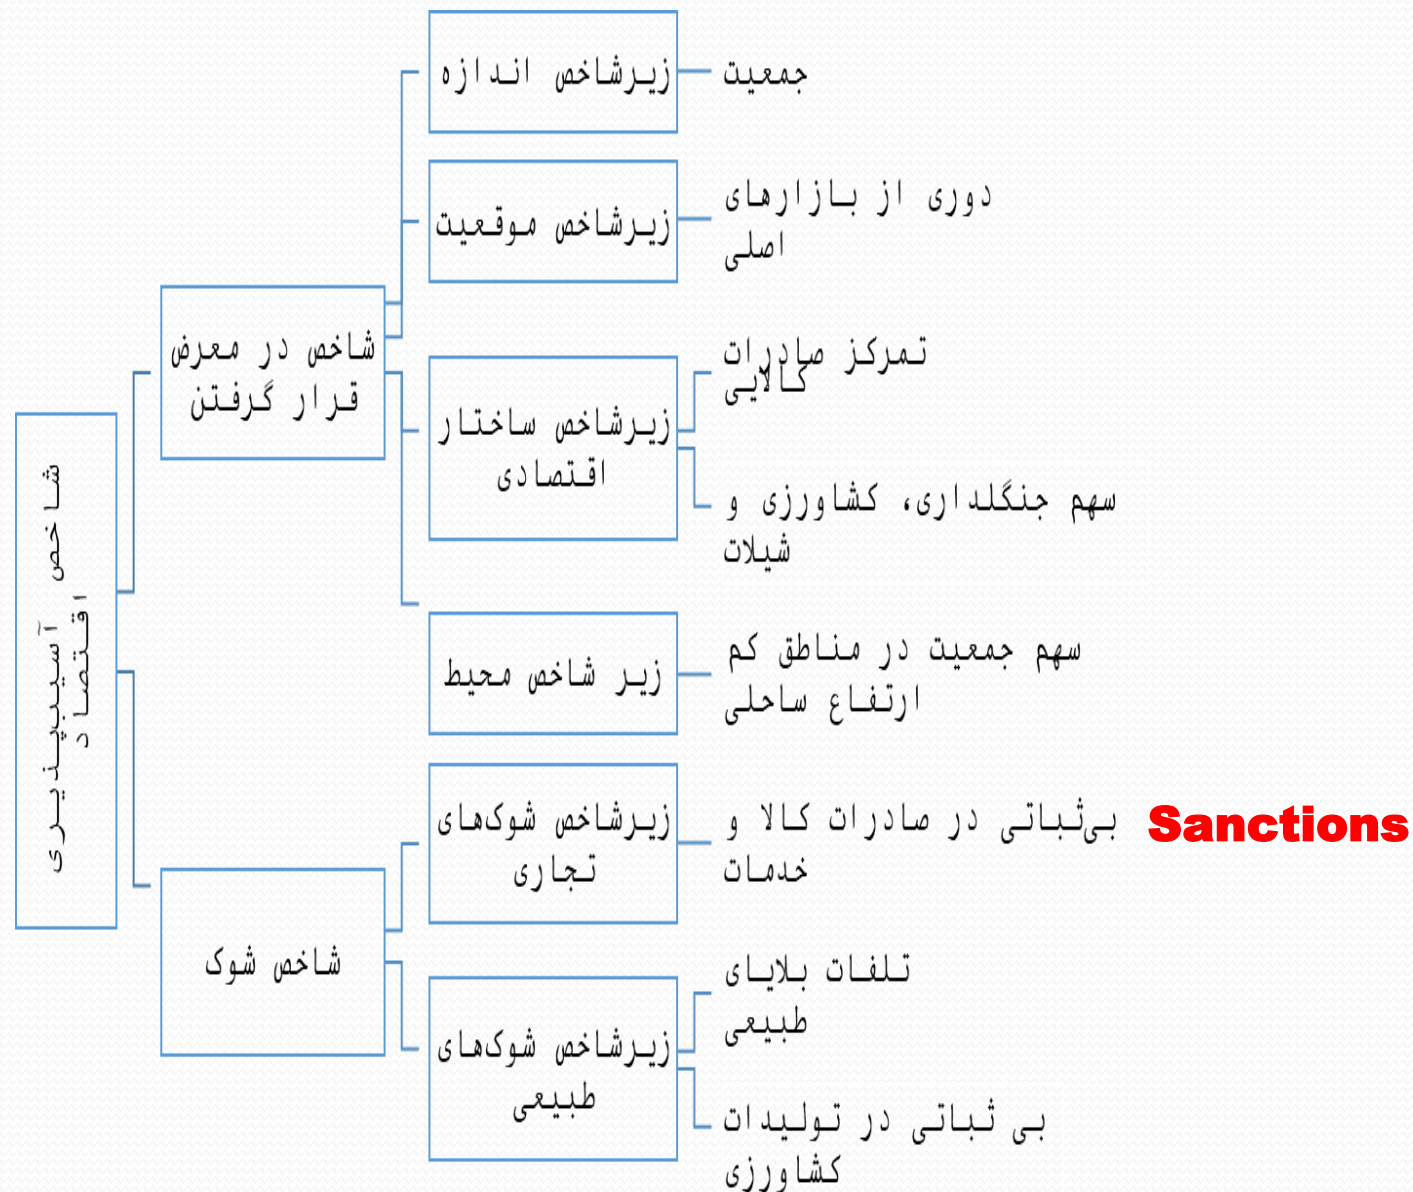 شاخص آسیب‌پذیری
اقتصاد
شاخص در معرض
قرار گرفتن
زیرشاخص اندازه
جمعیت
زیرشاخص موقعیت
دوری از بازارهای
اصلی
زیرشاخص ساختار
اقتصادی
تمرکز صادرات
کالایی
سهم جنگلداری، کشاورزی و
شیلات
زیر شاخص محیط
سهم جمعیت در مناطق کم
ارتفاع ساحلی
شاخص شوک
زیرشاخص شوک‌های
تجاری
بی‌ثباتی در صادرات کالا و
خدمات
Sanctions
زیرشاخص شوک‌های
طبیعی
تلفات بلایای
طبیعی
بی ثباتی در تولیدات
کشاورزی